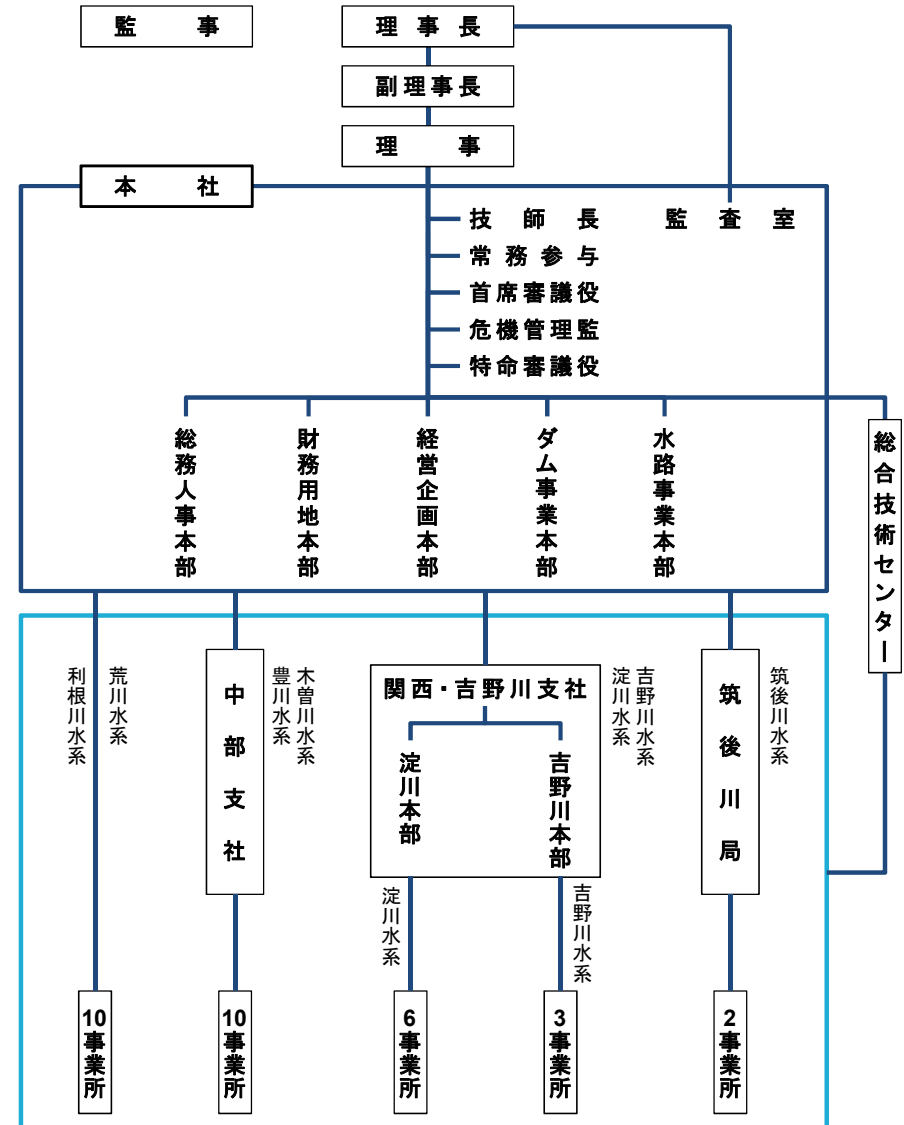 監事
理事長
副理事長
理事
本社
技師長
監査室
常務参与
首席審議役
危機管理監
特命審議役
総務人事本部
財務用地本部
経営企画本部
ダム事業本部
水路事業本部
総合技術センター
利根川水系
荒川水系
中部支社
豊川水系
木曽川水系
関西・吉野川支社
淀川本部
吉野川本部
淀川水系
吉野川水系
筑後川局
筑後川水系
淀川水系
吉野川水系
10事業所
10事業所
6事業所
3事業所
2事業所